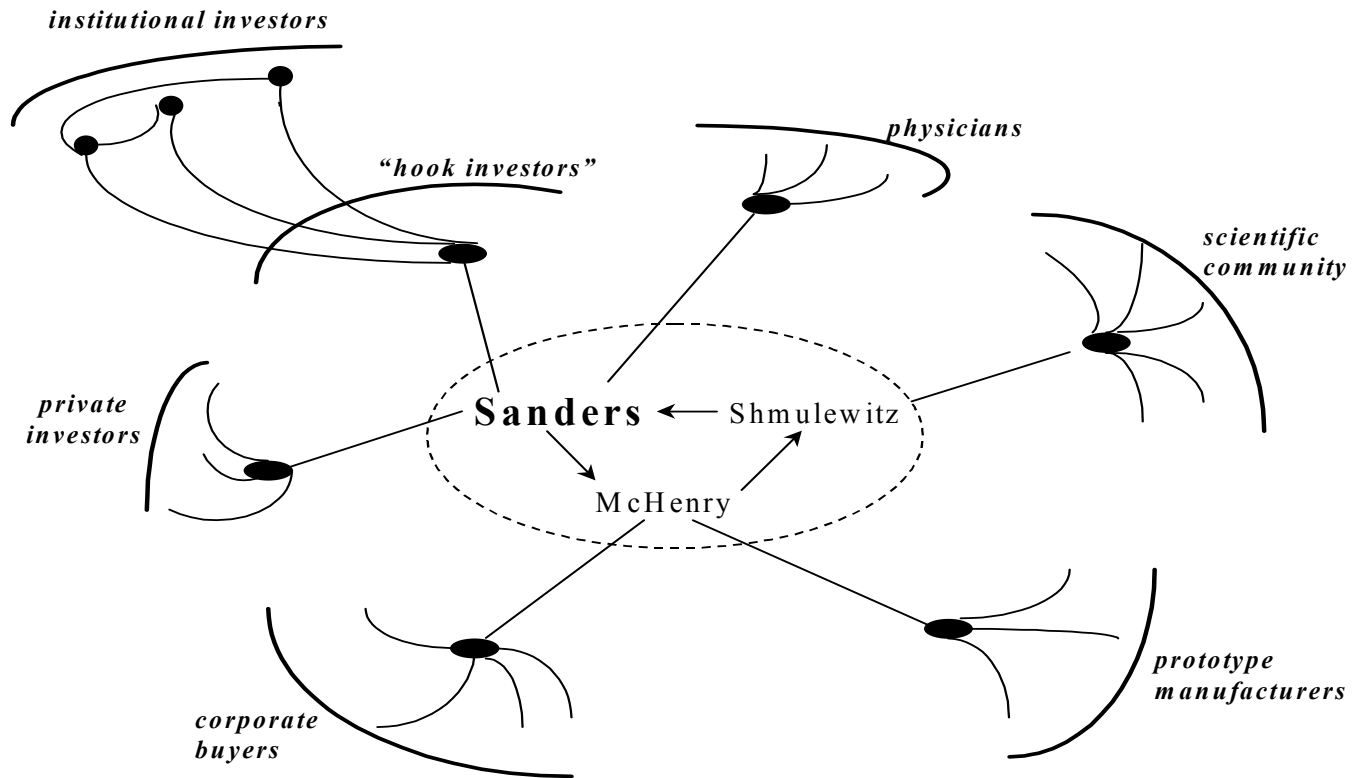 institutional investors
“hook investors”
physicians
scientific
community
private
investors
Sanders
Shmulewitz
McHenry
corporate
buyers
prototype
manufacturers